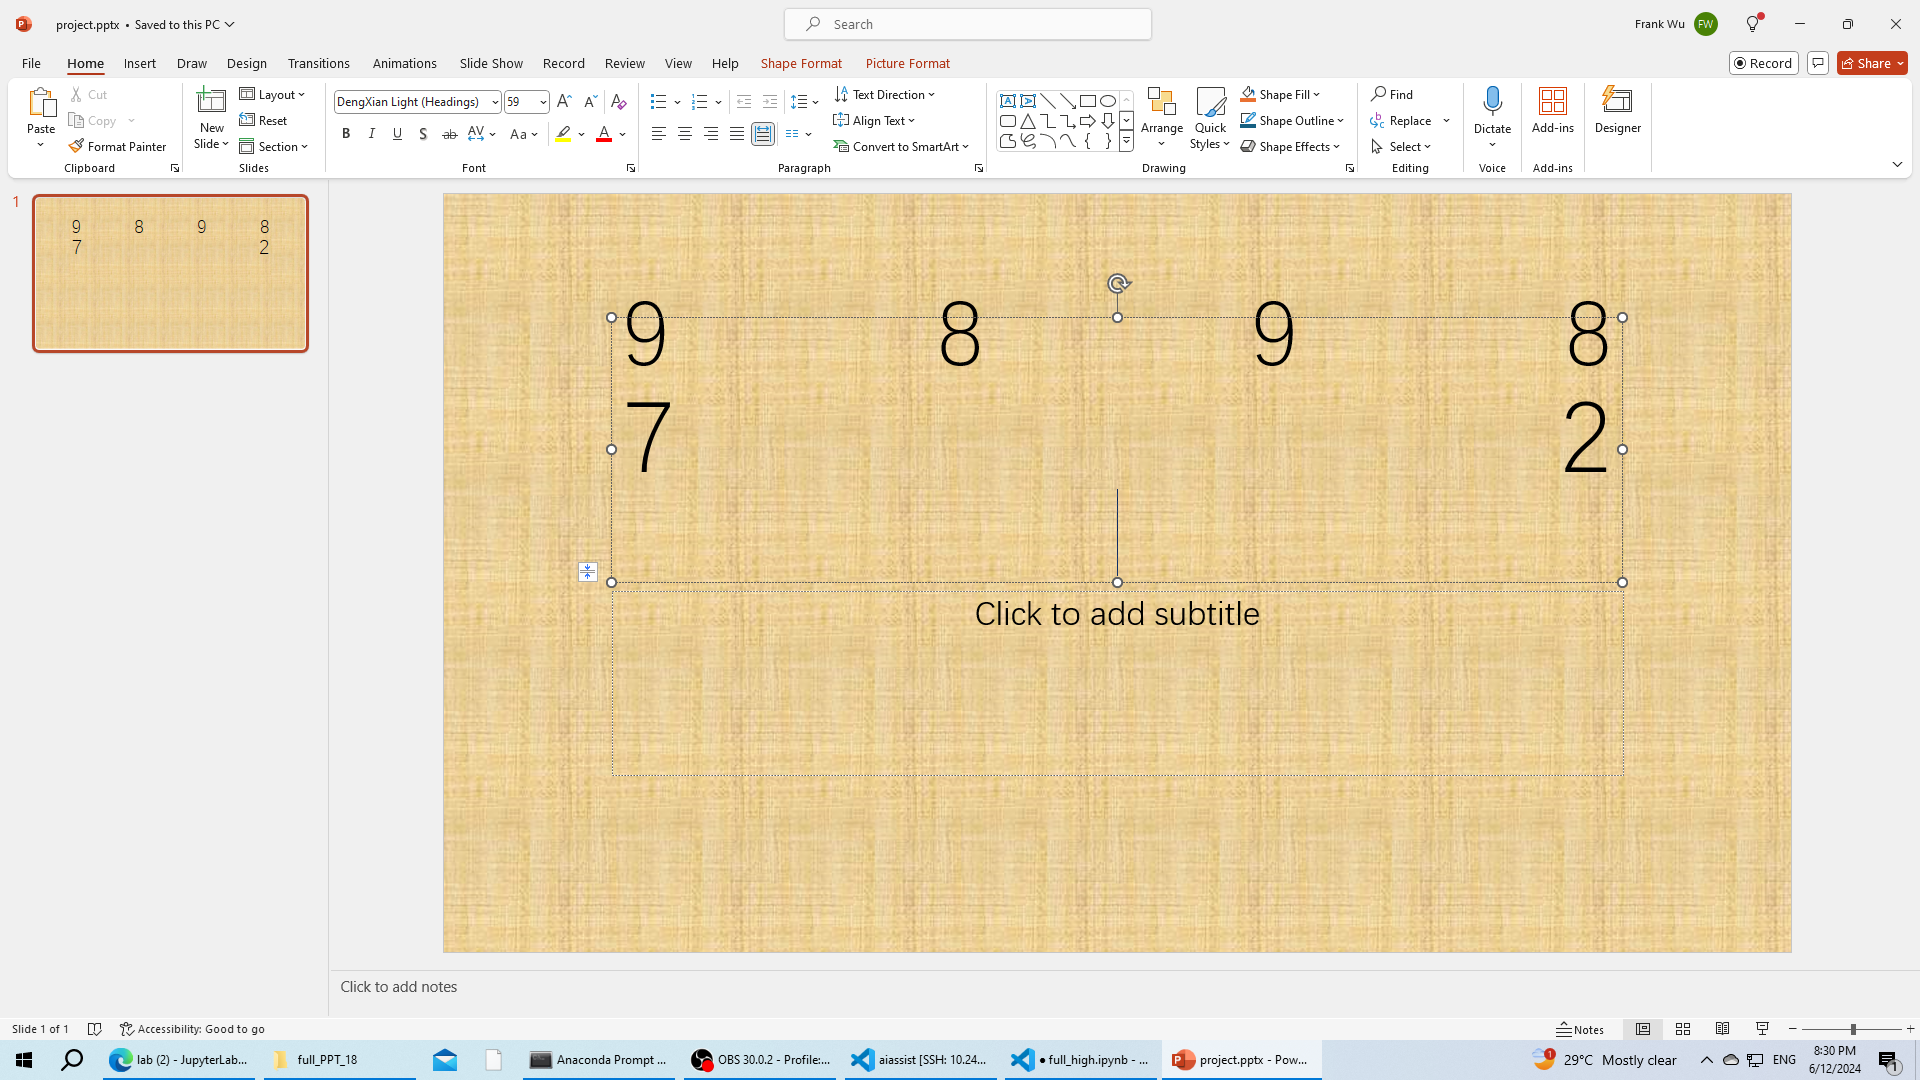 project.pptx • Saved to this PC
Search
Frank Wu
FW
File
Home
Insert
Draw
Design
Transitions
Animations
Slide Show
Record
Review
View
Help
Shape Format
Picture Format
Record
Share
Paste
Cut
Copy
Format Painter
Clipboard
New
Slide
Layout
Reset
Section
Slides
DengXian Light (Headings)
59
Font
Text Direction
Align Text
Convert to SmartArt
Paragraph
Arrange
Quick
Styles
Shape Fill
Shape Outline
Shape Effects
Drawing
Find
Replace
Select
Editing
Dictate
Voice
Add-ins
Add-ins
Designer
1
9 8 9 8
7 2
9 8 9 8
7 2
Click to add subtitle
Click to add notes
Slide 1 of 1
Accessibility: Good to go
Notes
lab (2) - JupyterLab...
full_PPT_18
Anaconda Prompt ...
OBS 30.0.2 - Profile:...
aiassist [SSH: 10.24...
● full_high.ipynb - ...
project.pptx - Pow...
1
29°C Mostly clear
ENG
8:30 PM
6/12/2024
1